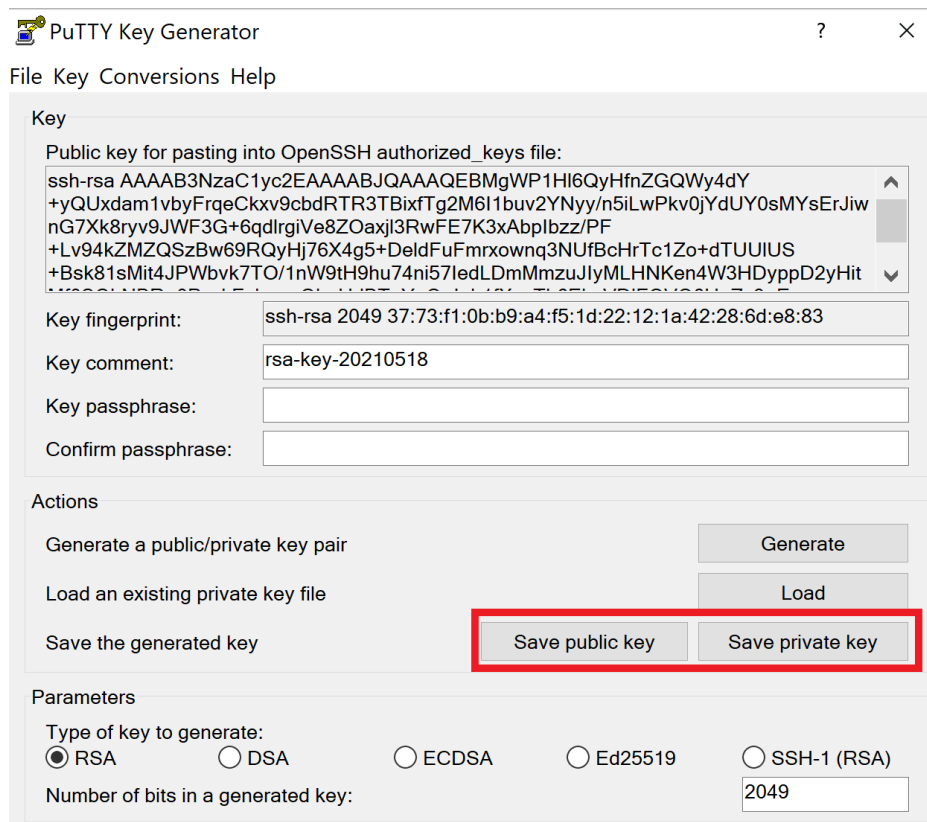 PuTTY Key Generator
?
File Key Conversions Help
Key
Public key for pasting into OpenSSH authorized_keys file:
ssh-rsa AAAAB3NzaC1yc2EAAAABJQAAAQEBMgWP1Hl6QyHfnZGQWy4dY
+yQUxdam1vbyFrqeCkxv9cbdRTR3TBixfTg2M6I1buv2YNyy/n5iLwPkv0jYdUY0sMYsErJiw
nG7Xk8ryv9JWF3G+6qdlrgiVe8ZOaxjl3RwFE7K3xAbpIbzz/PF
+Lv94kZMZQSzBw69RQyHj76X4g5+DeldFuFmrxownq3NUfBcHrTc1Zo+dTUUlUS
+Bsk81sMit4JPWbvk7TO/1nW9tH9hu74ni57IedLDmMmzuJIyMLHNKen4W3HDyppD2yHit
Key fingerprint:
ssh-rsa 2049 37:73:f1:0b:b9:a4:f5:1d:22:12:1a:42:28:6d:e8:83
Key comment:
rsa-key-20210518
Key passphrase:
Confirm passphrase:
Actions
Generate a public/private key pair
Generate
Load an existing private key file
Load
Save the generated key
Save public key
Save private key
Parameters
Type of key to generate:
RSA
DSA
ECDSA
Ed25519
SSH-1 (RSA)
Number of bits in a generated key:
2049